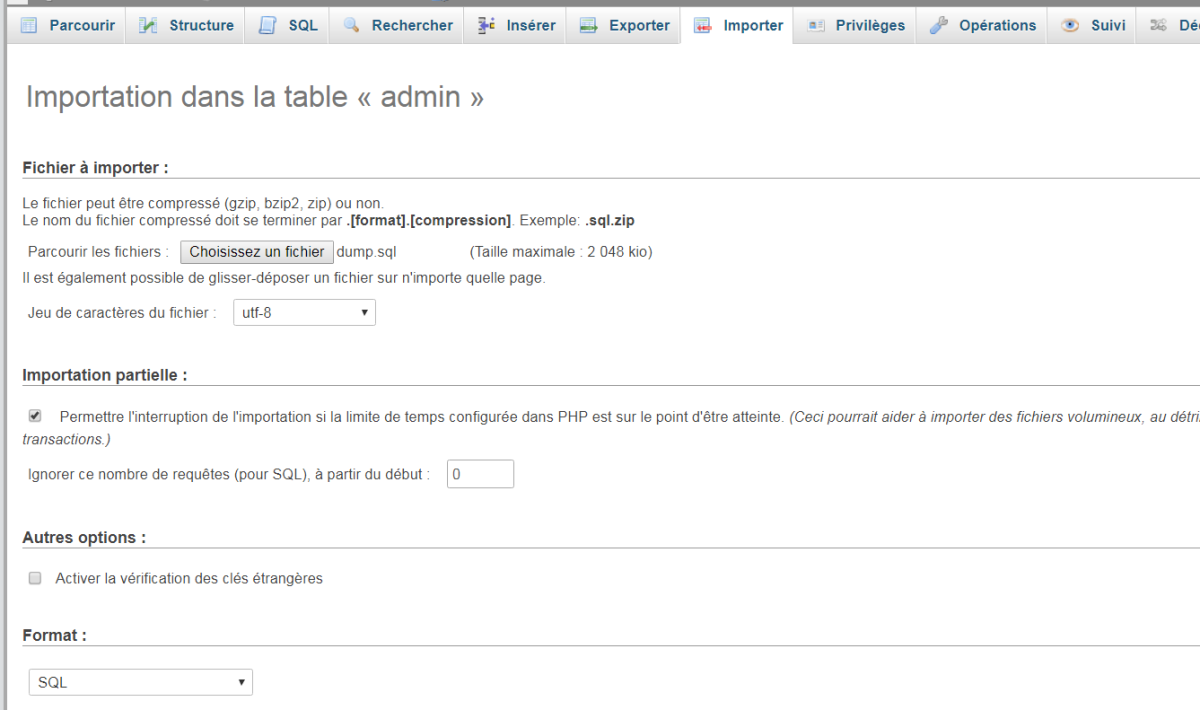 Parcourir Structure SQL Rechercher Insérer Exporter Importer Privilèges Opérations Suivi
Importation dans la table « admin »
Fichier à importer :
Le fichier peut être compressé (gzip, bzip2, zip) ou non.
Le nom du fichier compressé doit se terminer par .[format].[compression]. Exemple: .sql.zip
Parcourir les fichiers : Choisissez un fichier dump.sql (Taille maximale : 2 048 kio)
Il est également possible de glisser-déposer un fichier sur n'importe quelle page.
Jeu de caractères du fichier : utf-8
Importation partielle :
Permettre l'interruption de l'importation si la limite de temps configurée dans PHP est sur le point d'être atteinte. (Ceci pourrait aider à importer des fichiers volumineux, au
transactions.)
Ignorer ce nombre de requêtes (pour SQL), à partir du début : 0
Autres options :
Activer la vérification des clés étrangères
Format :
SQL